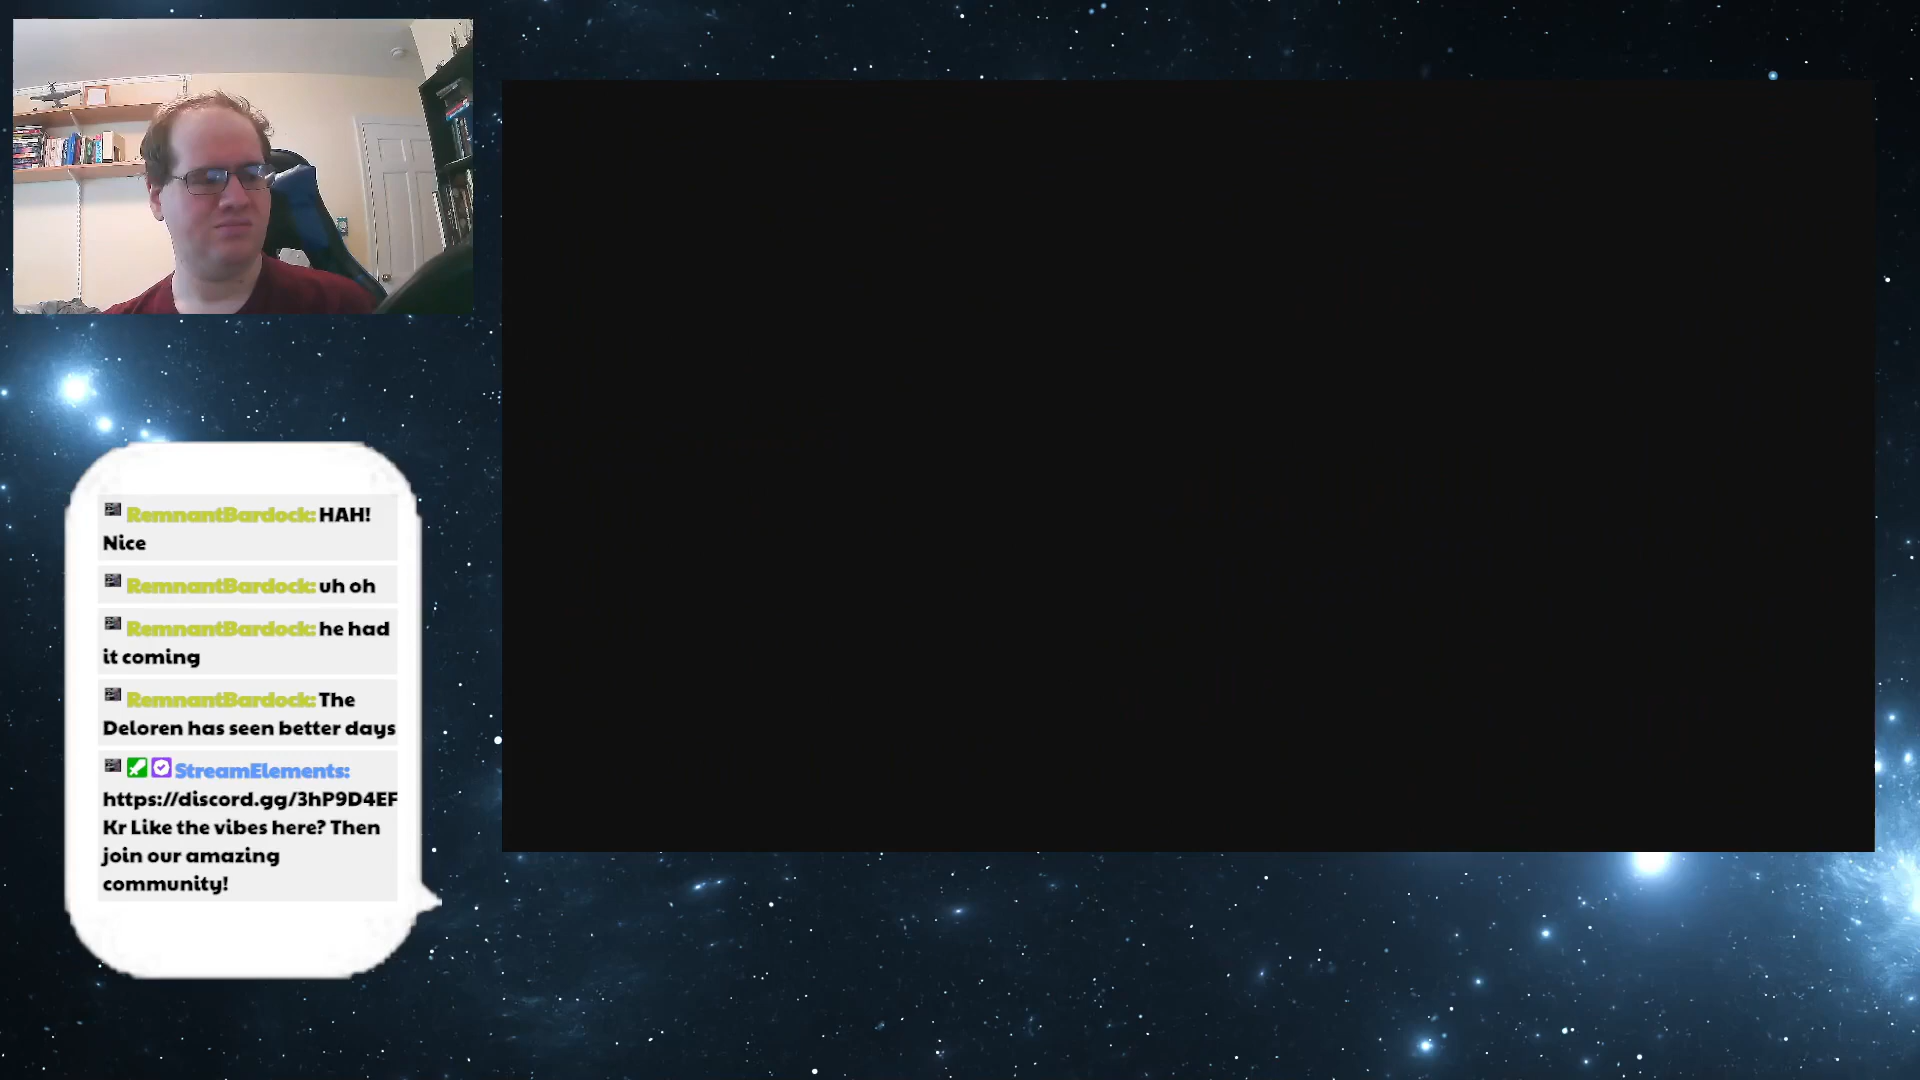 RemnantBardock: HAH!
Nice
RemnantBardock: uh oh
RemnantBardock: he had
it coming
RemnantBardock: The
Deloren has seen better days
StreamElements:
https://discord.gg/3hP9D4EF
Kr Like the vibes here? Then
join our amazing
community!